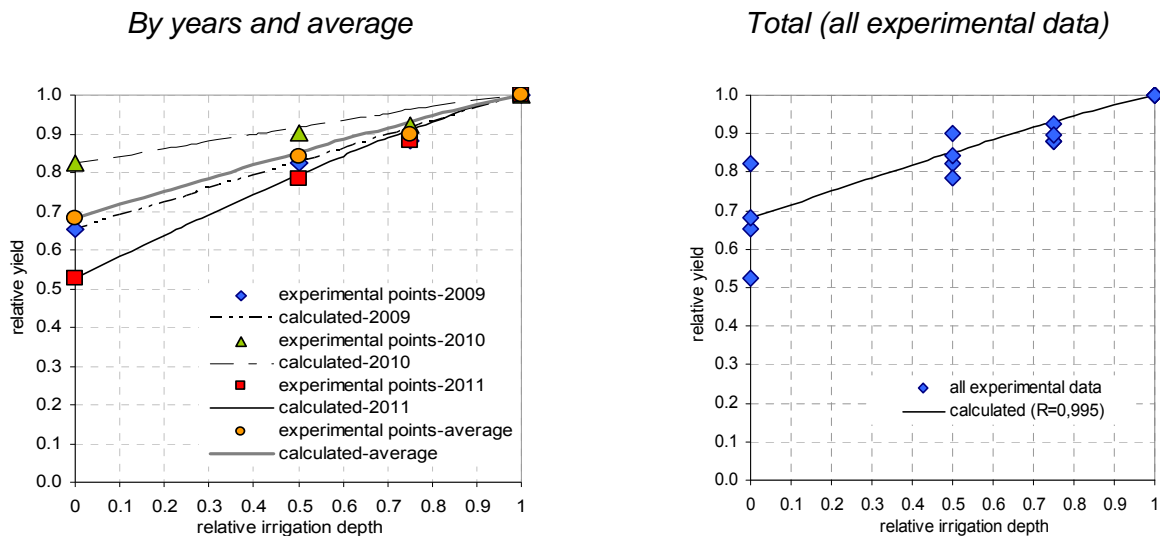 By years and average
1.0
0.9
0.8
0.7
0.6
0.5
0.4
0.3
0.2
0.1
0.0
relative yield
experimental points-2009
calculated-2009
experimental points-2010
calculated-2010
experimental points-2011
calculated-2011
experimental points-average
calculated-average
0 0.1 0.2 0.3 0.4 0.5 0.6 0.7 0.8 0.9 1
relative irrigation depth
Total (all experimental data)
1.0
0.9
0.8
0.7
0.6
0.5
0.4
0.3
0.2
0.1
0.0
relative yield
all experimental data
calculated (R=0,995)
0 0.1 0.2 0.3 0.4 0.5 0.6 0.7 0.8 0.9 1
relative irrigation depth